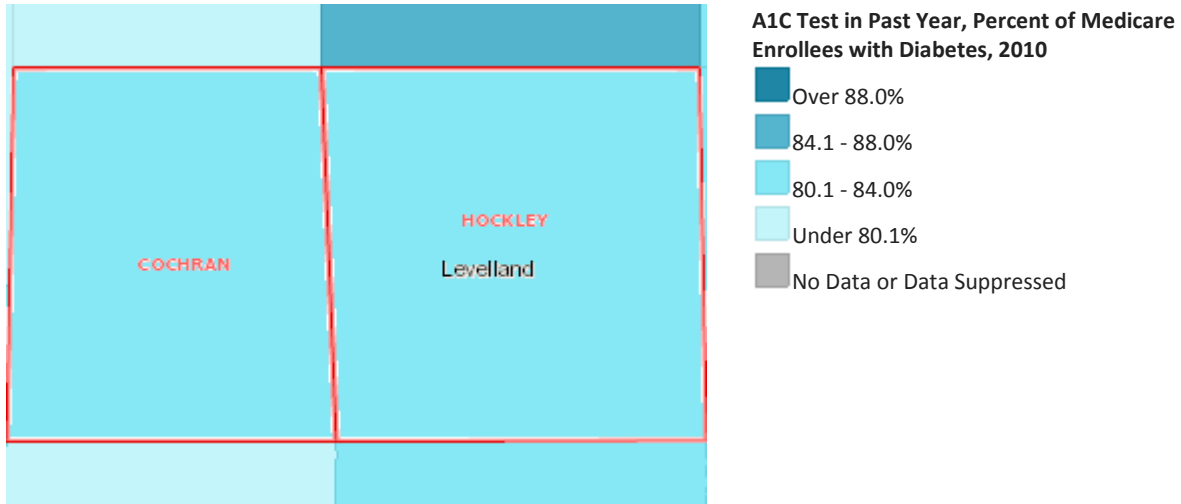 A1C Test in Past Year, Percent of Medicare
Enrollees with Diabetes, 2010
Over 88.0%
84.1 - 88.0%
80.1 - 84.0%
Under 80.1%
No Data or Data Suppressed
HOCKLEY
COCHRAN
Levelland